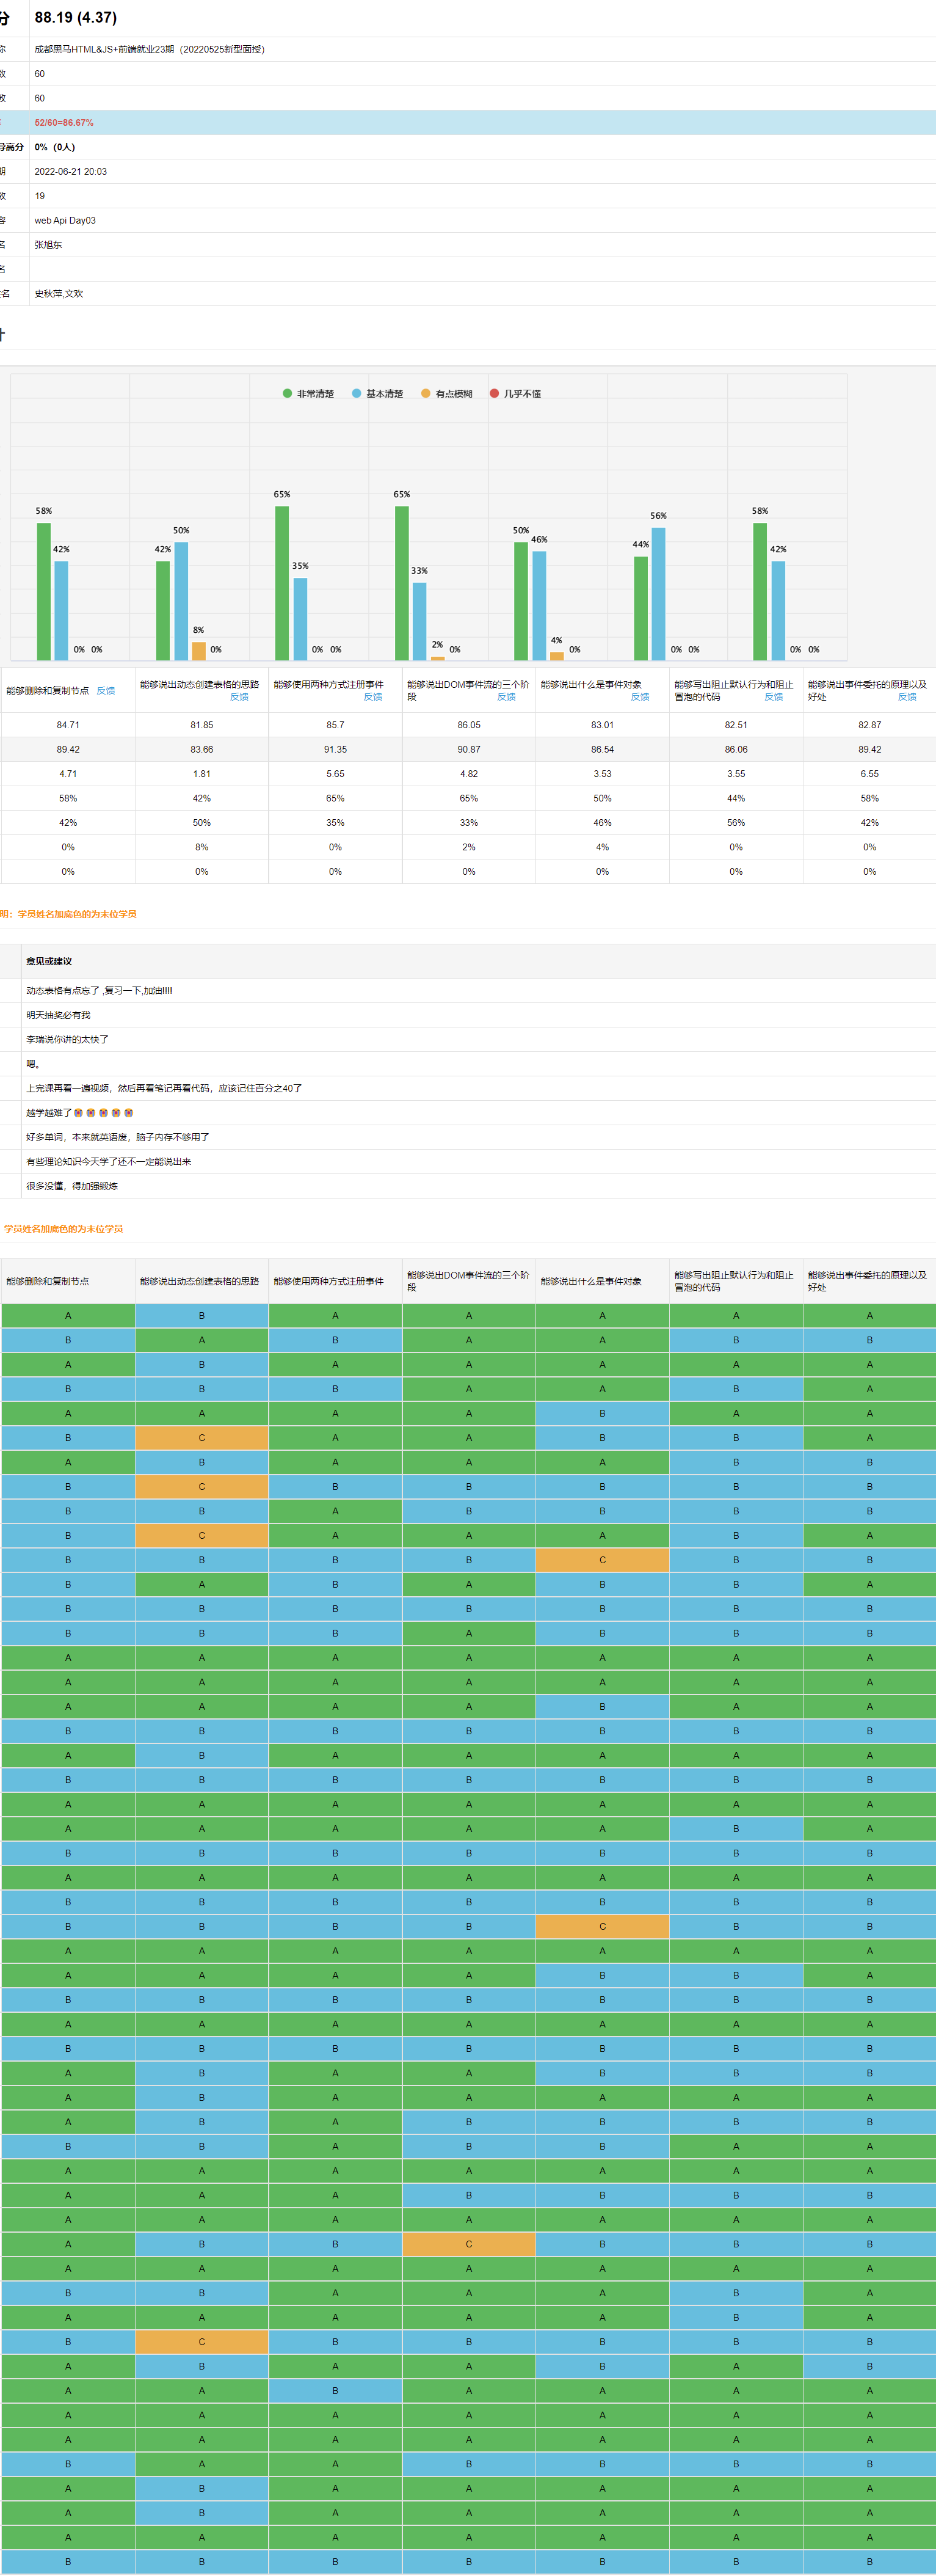 分 88.19 (4.37)
称 成都黑马HTML&JS+前端就业23期（20220525新型面授）
数 60
数 60
52/60=86.67%
导高分 0%（0人）
期 2022-06-21 20:03
数 19
容 web Api Day03
名 张旭东
名
姓名 史秋萍,文欢
计
非常清楚 基本清楚 有点模糊 几乎不懂
58% 42% 0% 0% 42% 50% 8% 0% 65% 35% 0% 0% 65% 33% 2% 0% 50% 46% 4% 0% 44% 56% 0% 0% 58% 42% 0% 0%
能够删除和复制节点 反馈 能够说出动态创建表格的思路 反馈 能够使用两种方式注册事件 反馈 能够说出DOM事件流的三个阶段 反馈 能够说出什么是事件对象 反馈 能够写出阻止默认行为和阻止冒泡的代码 反馈 能够说出事件委托的原理以及好处 反馈
84.71 81.85 85.7 86.05 83.01 82.51 82.87
89.42 83.66 91.35 90.87 86.54 86.06 89.42
4.71 1.81 5.65 4.82 3.53 3.55 6.55
58% 42% 65% 65% 50% 44% 58%
42% 50% 35% 33% 46% 56% 42%
0% 8% 0% 2% 4% 0% 0%
0% 0% 0% 0% 0% 0% 0%
明：学员姓名加底色的为末位学员
意见或建议
动态表格有点忘了 ,复习一下,加油!!!!
明天抽奖必有我
李瑞说你讲的太快了
嗯。
上完课再看一遍视频，然后再看笔记再看代码，应该记住百分之40了
越学越难了😭😭😭😭😭
好多单词，本来就英语废，脑子内存不够用了
有些理论知识今天学了还不一定能说出来
很多没懂，得加强锻炼
学员姓名加底色的为末位学员
能够删除和复制节点 能够说出动态创建表格的思路 能够使用两种方式注册事件 能够说出DOM事件流的三个阶段 能够说出什么是事件对象 能够写出阻止默认行为和阻止冒泡的代码 能够说出事件委托的原理以及好处
A B A A A A A
B A B A A B B
A B A A A A A
B B B A A B A
A A A A B A A
B C A A B B A
A B A A A B B
B C B B B B B
B B A B B B B
B C A A A B A
B B B B C B B
B A B A B B A
B B B B B B B
B B B A B B B
A A A A A A A
A A A A A A A
A A A A B A A
B B B B B B B
A B A A A A A
B B B B B B B
A A A A A A A
A A A A A B A
B B B B B B B
A A A A A A A
B B B B B B B
B B B B C B B
A A A A A A A
A A A A B B A
B B B B B B B
A A A A A A A
B B B B B B B
A B A A B B B
A B A A A A A
A B A B B B B
B B A B B A A
A A A A A A A
A A A B B B B
A A A A A A A
A B B C B B B
A A A A A A A
B B A A A B A
A A A A A B A
B C B B B B B
A B A A B A B
A A B A A A A
A A A A A A A
A A A A A A A
B A A B B B B
A B A A A A A
A B A A A A A
A A A A A A A
B B B B B B B